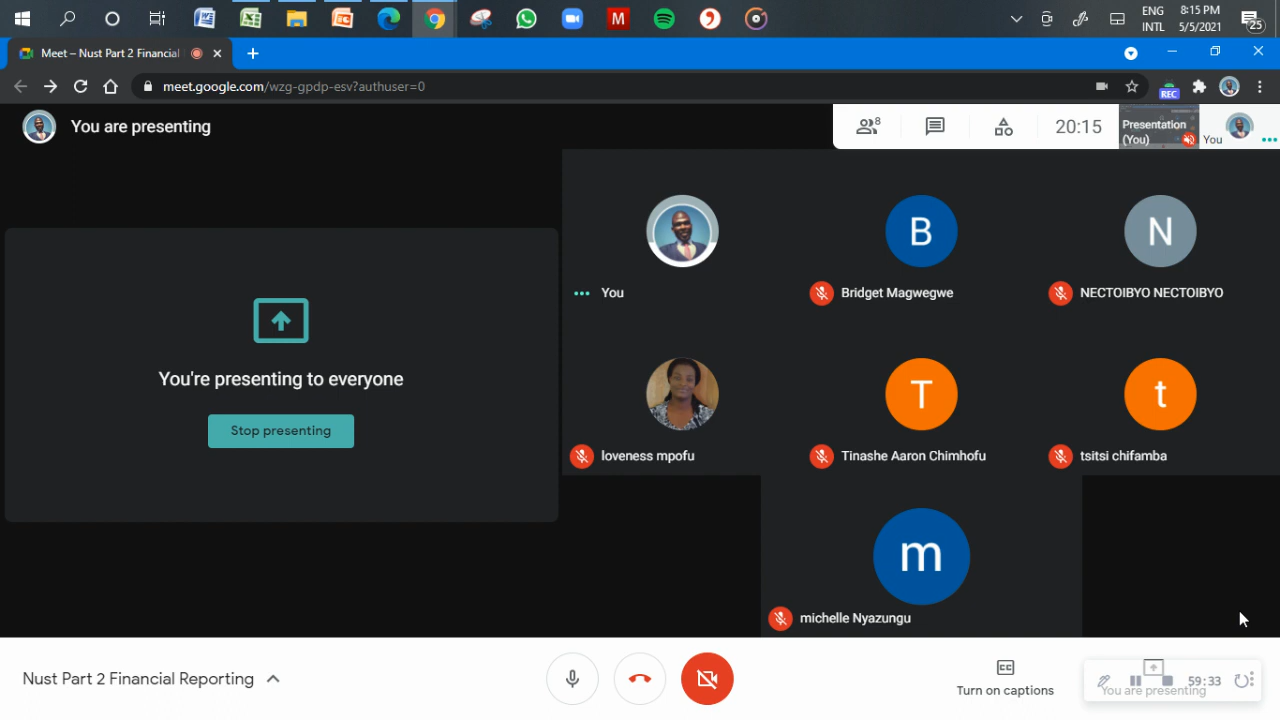 ENG
INTL
8:15 PM
5/5/2021
25
Meet – Nust Part 2 Financial
meet.google.com/wzg-gpdp-esv?authuser=0
REC
You are presenting
8
20:15
Presentation
(You)
You
You're presenting to everyone
Stop presenting
You
B
Bridget Magwegwe
N
NECTOIBYO NECTOIBYO
loveness mpofu
T
Tinashe Aaron Chimhofu
t
tsitsi chifamba
m
michelle Nyazungu
Nust Part 2 Financial Reporting
CC
Turn on captions
59:33
You are presenting